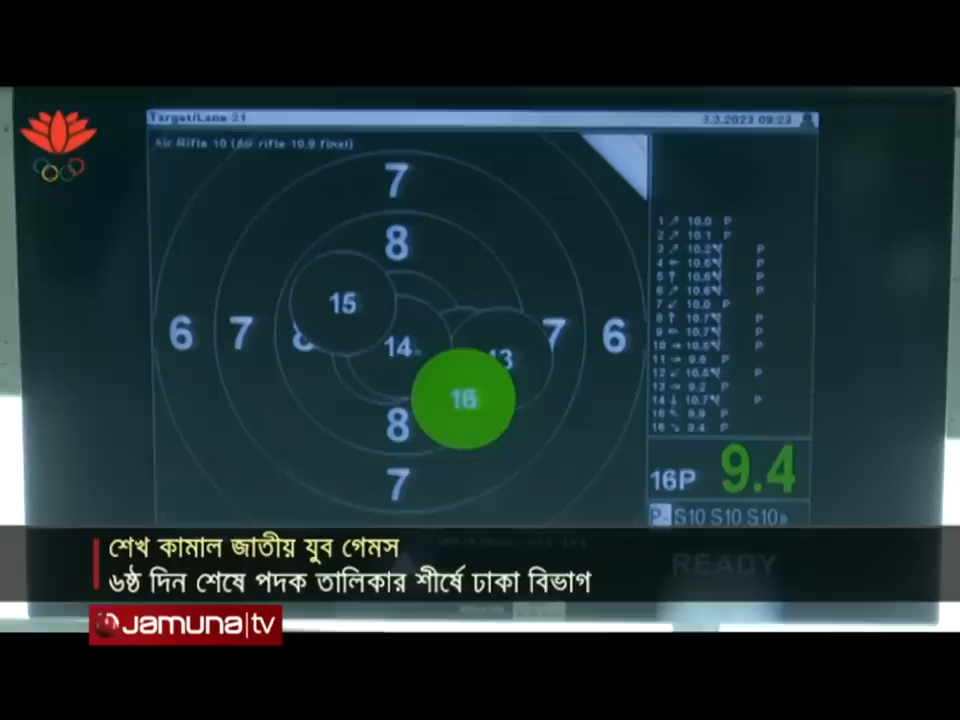 Target/Lane 21
3.3.2023 09:23
Air Rifle 10 (Air rifle 10.9 final)
7
8
15
6 7 8 14 13 7 6
16
8
7
1 10.0 P
2 10.1 P
3 10.2 P
4 10.5 P
5 10.6 P
6 10.6 P
7 10.0 P
8 10.7 P
9 10.7 P
10 10.5 P
11 9.8 P
12 10.5 P
13 9.2 P
14 10.7 P
15 9.9 P
16 9.4 P
16P 9.4
P S10 S10 S10»
READY
শেখ কামাল জাতীয় যুব গেমস
৬ষ্ঠ দিন শেষে পদক তালিকার শীর্ষে ঢাকা বিভাগ
Jamuna|tv